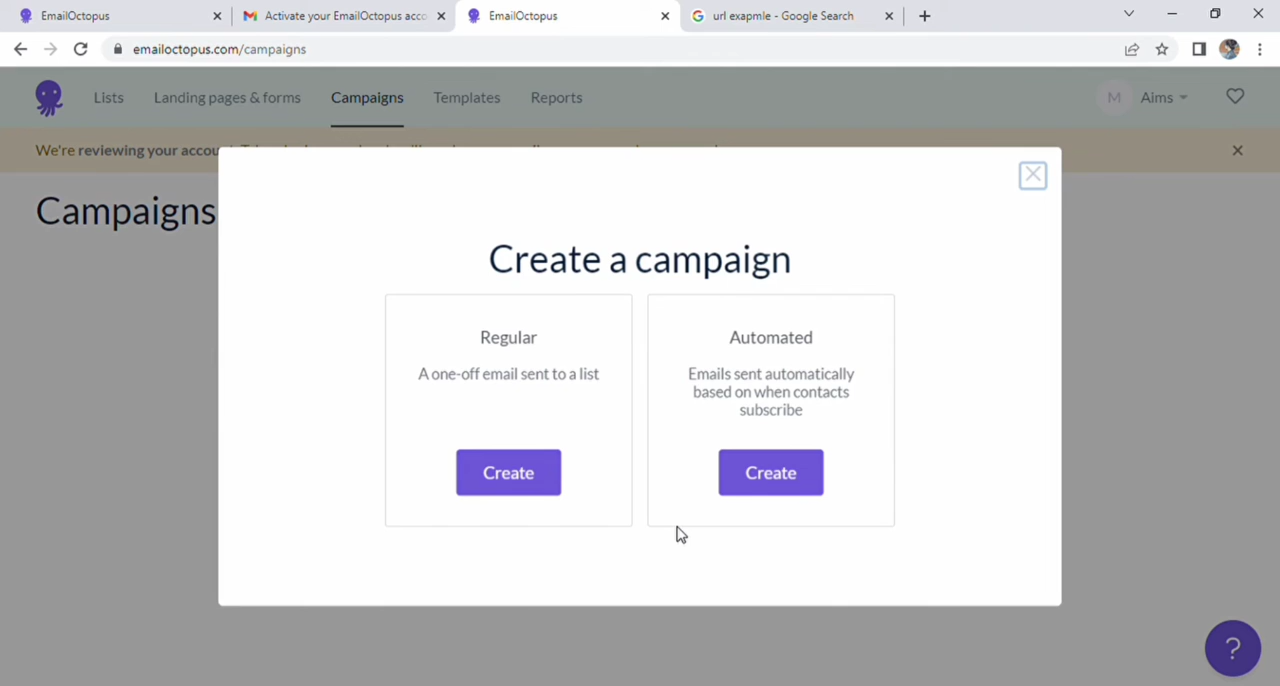 EmailOctopus
Activate your EmailOctopus acco
EmailOctopus
url exapmle - Google Search
emailoctopus.com/campaigns
Lists
Landing pages & forms
Campaigns
Templates
Reports
M
Aims
We're reviewing your accou
Campaigns
Create a campaign
Regular
A one-off email sent to a list
Create
Automated
Emails sent automatically
based on when contacts
subscribe
Create
?